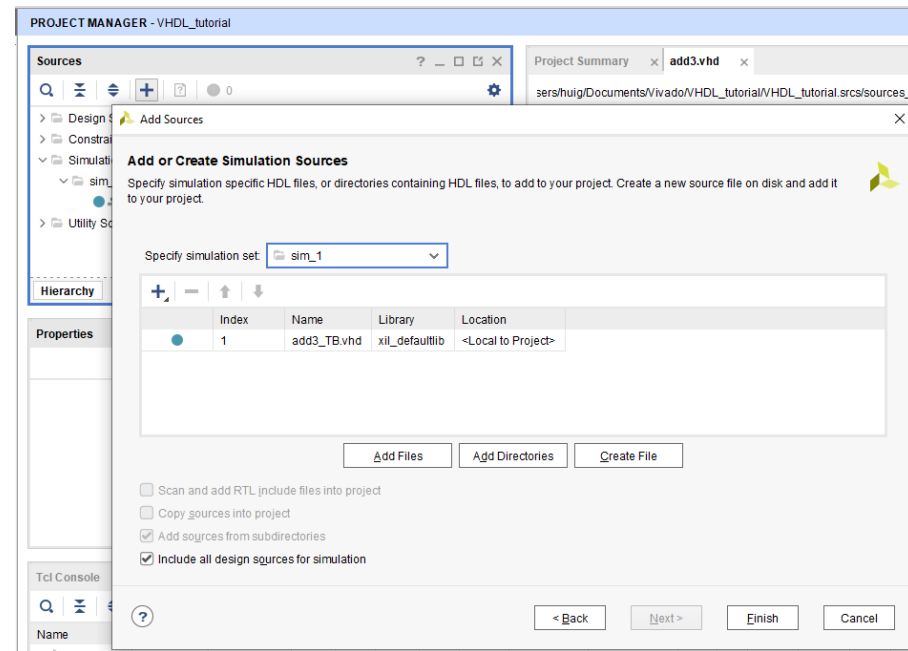 PROJECT MANAGER - VHDL_tutorial
Sources
Project Summary
add3.vhd
0
sers/huig/Documents/Vivado/VHDL_tutorial/VHDL_tutorial.srcs/sources_
Design S
Constrai
Simulati
sim_
Utility So
Hierarchy
Properties
Tcl Console
Name
Add Sources
Add or Create Simulation Sources
Specify simulation specific HDL files, or directories containing HDL files, to add to your project. Create a new source file on disk and add it
to your project.
Specify simulation set: sim_1
Index Name Library Location
1 add3_TB.vhd xil_defaultlib <Local to Project>
Add Files Add Directories Create File
Scan and add RTL include files into project
Copy sources into project
Add sources from subdirectories
Include all design sources for simulation
? < Back Next > Finish Cancel